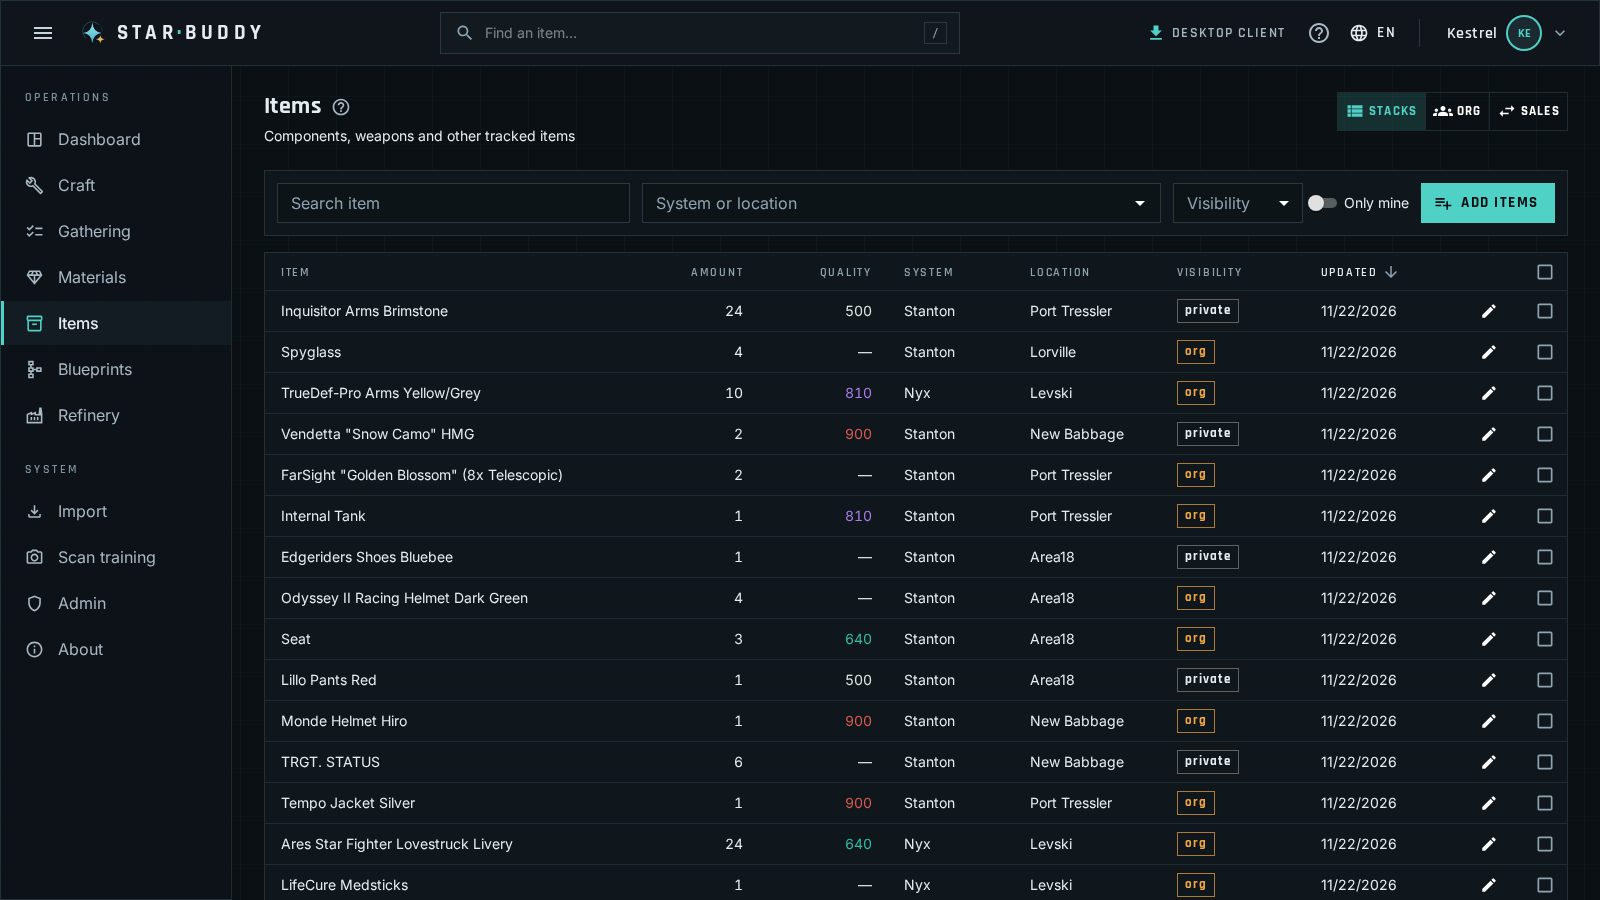 STAR·BUDDY
Find an item... /
DESKTOP CLIENT
EN
Kestrel KE
OPERATIONS
Dashboard
Craft
Gathering
Materials
Items
Blueprints
Refinery
SYSTEM
Import
Scan training
Admin
About
Items
Components, weapons and other tracked items
STACKS ORG SALES
Search item System or location Visibility Only mine ADD ITEMS
ITEM AMOUNT QUALITY SYSTEM LOCATION VISIBILITY UPDATED
Inquisitor Arms Brimstone 24 500 Stanton Port Tressler private 11/22/2026
Spyglass 4 — Stanton Lorville org 11/22/2026
TrueDef-Pro Arms Yellow/Grey 10 810 Nyx Levski org 11/22/2026
Vendetta "Snow Camo" HMG 2 900 Stanton New Babbage private 11/22/2026
FarSight "Golden Blossom" (8x Telescopic) 2 — Stanton Port Tressler org 11/22/2026
Internal Tank 1 810 Stanton Port Tressler org 11/22/2026
Edgeriders Shoes Bluebee 1 — Stanton Area18 private 11/22/2026
Odyssey II Racing Helmet Dark Green 4 — Stanton Area18 org 11/22/2026
Seat 3 640 Stanton Area18 org 11/22/2026
Lillo Pants Red 1 500 Stanton Area18 private 11/22/2026
Monde Helmet Hiro 1 900 Stanton New Babbage org 11/22/2026
TRGT. STATUS 6 — Stanton New Babbage private 11/22/2026
Tempo Jacket Silver 1 900 Stanton Port Tressler org 11/22/2026
Ares Star Fighter Lovestruck Livery 24 640 Nyx Levski org 11/22/2026
LifeCure Medsticks 1 — Nyx Levski org 11/22/2026